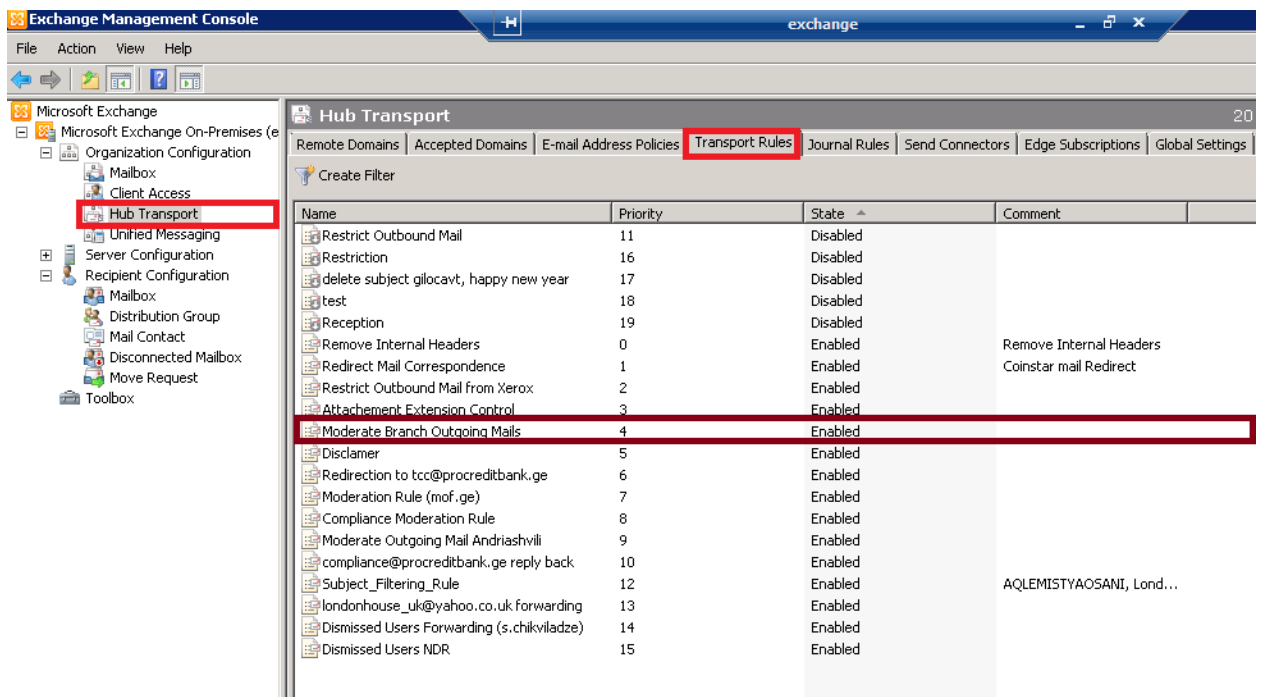 Exchange Management Console
exchange
File Action View Help
Microsoft Exchange
Microsoft Exchange On-Premises (e
Organization Configuration
Mailbox
Client Access
Hub Transport
Unified Messaging
Server Configuration
Recipient Configuration
Mailbox
Distribution Group
Mail Contact
Disconnected Mailbox
Move Request
Toolbox
Hub Transport 20
Remote Domains Accepted Domains E-mail Address Policies Transport Rules Journal Rules Send Connectors Edge Subscriptions Global Settings
Create Filter
Name Priority State Comment
Restrict Outbound Mail 11 Disabled
Restriction 16 Disabled
delete subject gilocavt, happy new year 17 Disabled
test 18 Disabled
Reception 19 Disabled
Remove Internal Headers 0 Enabled Remove Internal Headers
Redirect Mail Correspondence 1 Enabled Coinstar mail Redirect
Restrict Outbound Mail from Xerox 2 Enabled
Attachement Extension Control 3 Enabled
Moderate Branch Outgoing Mails 4 Enabled
Disclamer 5 Enabled
Redirection to tcc@procreditbank.ge 6 Enabled
Moderation Rule (mof.ge) 7 Enabled
Compliance Moderation Rule 8 Enabled
Moderate Outgoing Mail Andriashvili 9 Enabled
compliance@procreditbank.ge reply back 10 Enabled
Subject_Filtering_Rule 12 Enabled AQLEMISTYAOSANI, Lond...
londonhouse_uk@yahoo.co.uk forwarding 13 Enabled
Dismissed Users Forwarding (s.chikviladze) 14 Enabled
Dismissed Users NDR 15 Enabled